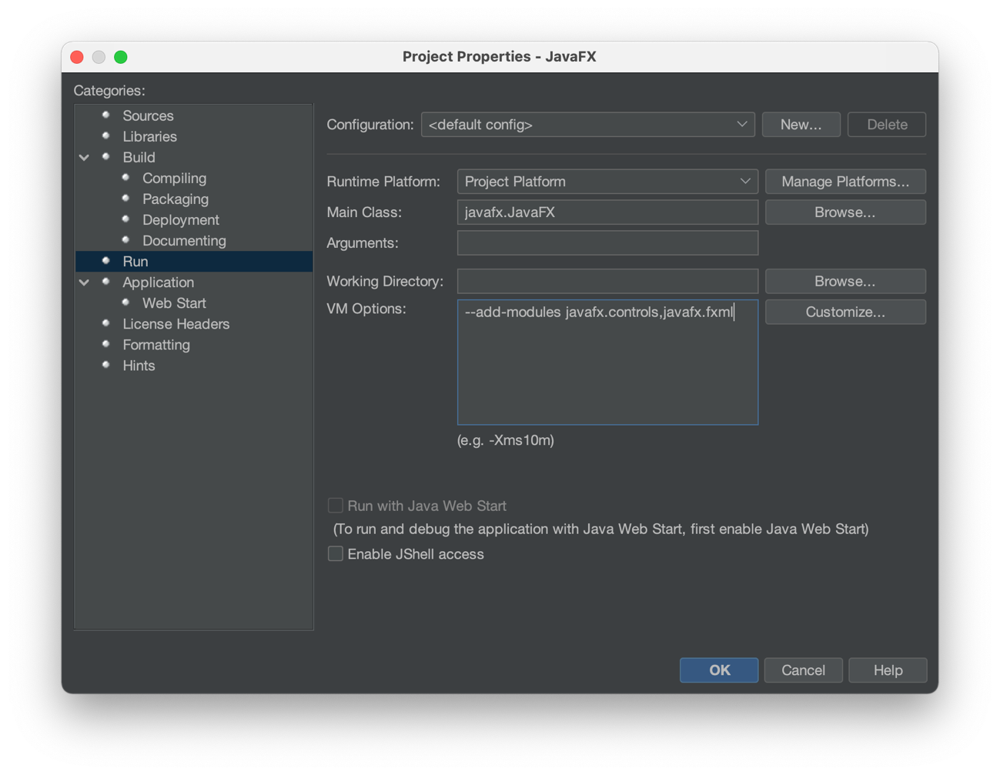 Project Properties - JavaFX
Categories:
Sources
Libraries
Build
Compiling
Packaging
Deployment
Documenting
Run
Application
Web Start
License Headers
Formatting
Hints
Configuration: <default config> New... Delete
Runtime Platform: Project Platform Manage Platforms...
Main Class: javafx.JavaFX Browse...
Arguments:
Working Directory: Browse...
VM Options: --add-modules javafx.controls,javafx.fxml Customize...
(e.g. -Xms10m)
Run with Java Web Start
(To run and debug the application with Java Web Start, first enable Java Web Start)
Enable JShell access
OK Cancel Help